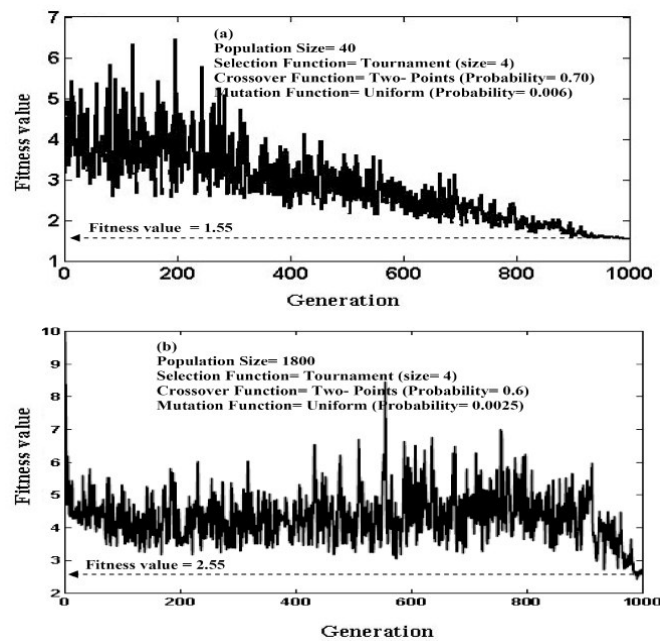 7
(a)
Population Size= 40
6
Selection Function= Tournament (size= 4)
Crossover Function= Two- Points (Probability= 0.70)
5
Mutation Function= Uniform (Probability= 0.006)
4
3
2
Fitness value = 1.55
1
Fitness value
0 200 400 600 800 1000
Generation
10
(b)
9
Population Size= 1800
Selection Function= Tournament (size= 4)
8
Crossover Function= Two- Points (Probability= 0.6)
Mutation Function= Uniform (Probability= 0.0025)
7
6
5
4
3
Fitness value = 2.55
2
Fitness value
0 200 400 600 800 1000
Generation